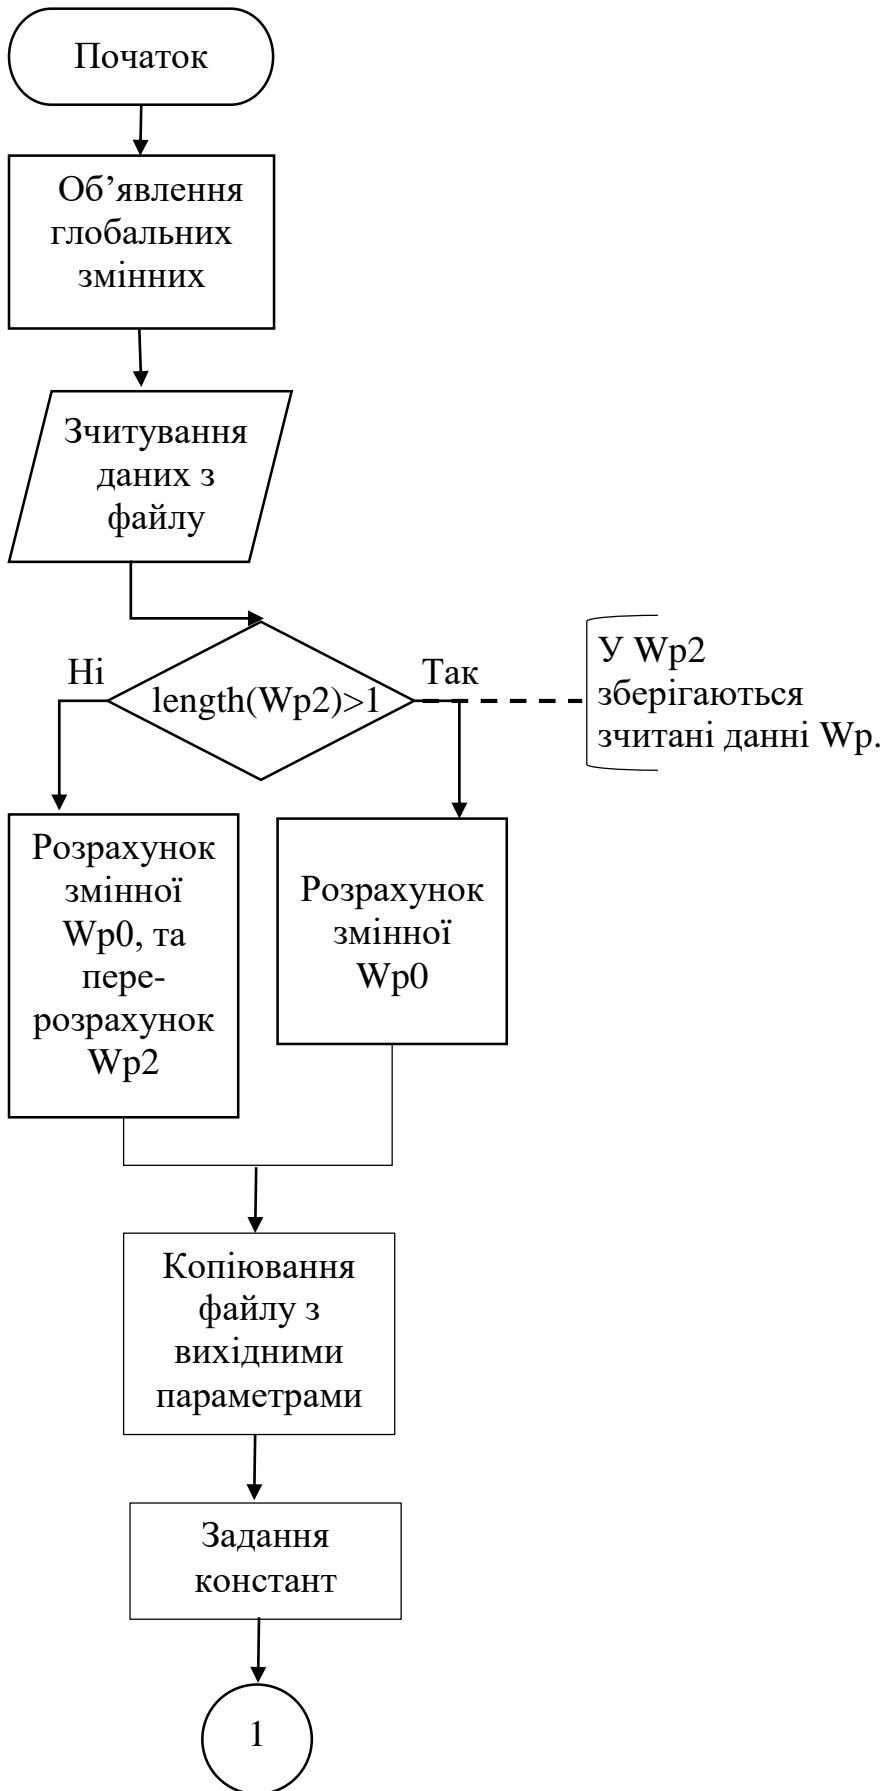 Початок
Об’явлення
глобальних
змінних
Зчитування
даних з
файлу
Ні
length(Wp2)>1
Так
У Wp2
зберігаються
зчитані данні Wp.
Розрахунок
змінної
Wp0, та
пере-
розрахунок
Wp2
Розрахунок
змінної
Wp0
Копіювання
файлу з
вихідними
параметрами
Задання
констант
1